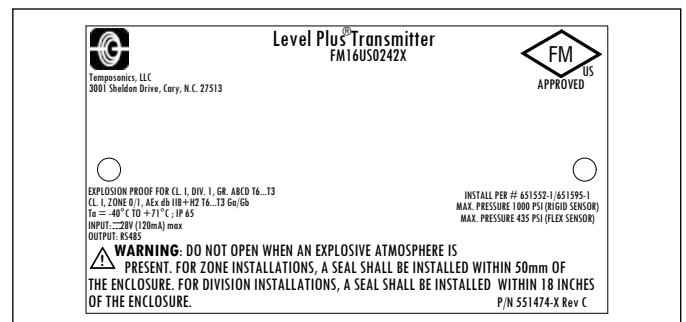 Level Plus® Transmitter
FM16US0242X
FM
US
APPROVED
Temposonics, LLC
3001 Sheldon Drive, Cary, N.C. 27513
EXPLOSION PROOF FOR CL. I, DIV. 1, GR. ABCD T6...T3
CL. I, ZONE 0/1, AEx db IIB+H2 T6...T3 Ga/Gb
Ta = -40°C TO +71°C ; IP 65
INPUT:⎓28V (120mA) max
OUTPUT: RS485
INSTALL PER # 651552-1/651595-1
MAX. PRESSURE 1000 PSI (RIGID SENSOR)
MAX. PRESSURE 435 PSI (FLEX SENSOR)
WARNING: DO NOT OPEN WHEN AN EXPLOSIVE ATMOSPHERE IS
PRESENT. FOR ZONE INSTALLATIONS, A SEAL SHALL BE INSTALLED WITHIN 50mm OF
THE ENCLOSURE. FOR DIVISION INSTALLATIONS, A SEAL SHALL BE INSTALLED WITHIN 18 INCHES
OF THE ENCLOSURE.
P/N 551474-X Rev C